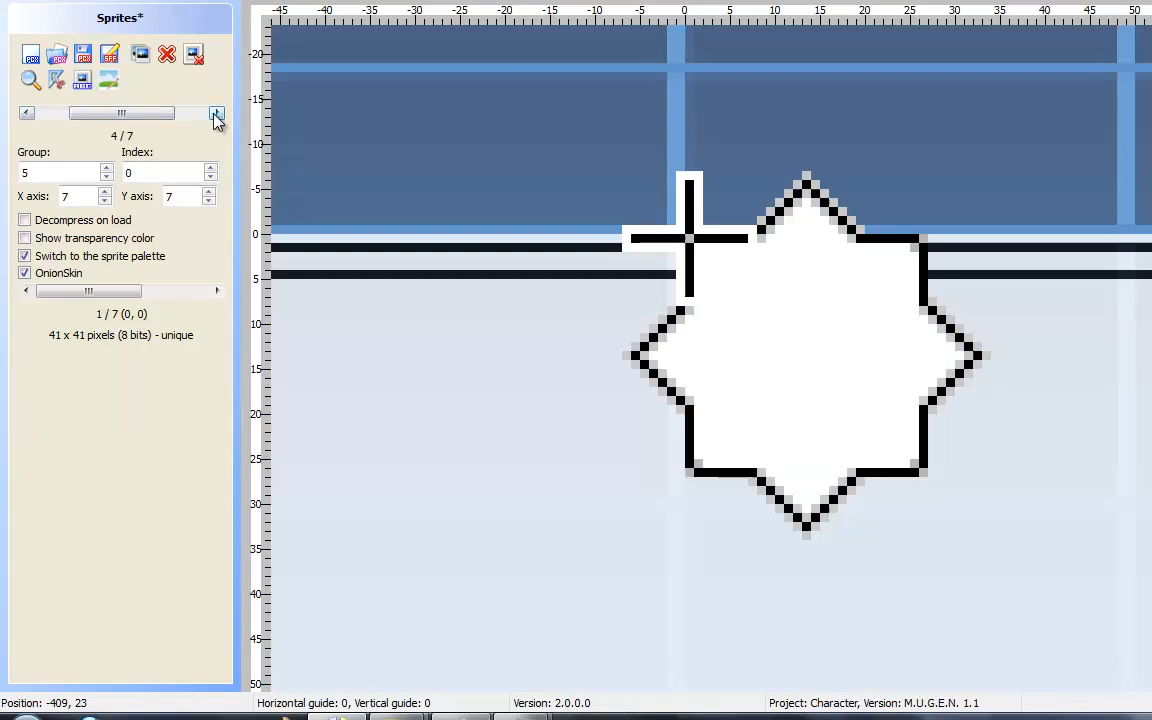 Sprites*
4 / 7
Group: Index:
5 0
X axis: 7 Y axis: 7
Decompress on load
Show transparency color
Switch to the sprite palette
OnionSkin
1 / 7 (0, 0)
41 x 41 pixels (8 bits) - unique
-45 -40 -35 -30 -25 -20 -15 -10 -5 0 5 10 15 20 25 30 35 40 45 50
-20
-15
-10
-5
0
5
10
15
20
25
30
35
40
45
50
Position: -409, 23 Horizontal guide: 0, Vertical guide: 0 Version: 2.0.0.0 Project: Character, Version: M.U.G.E.N. 1.1